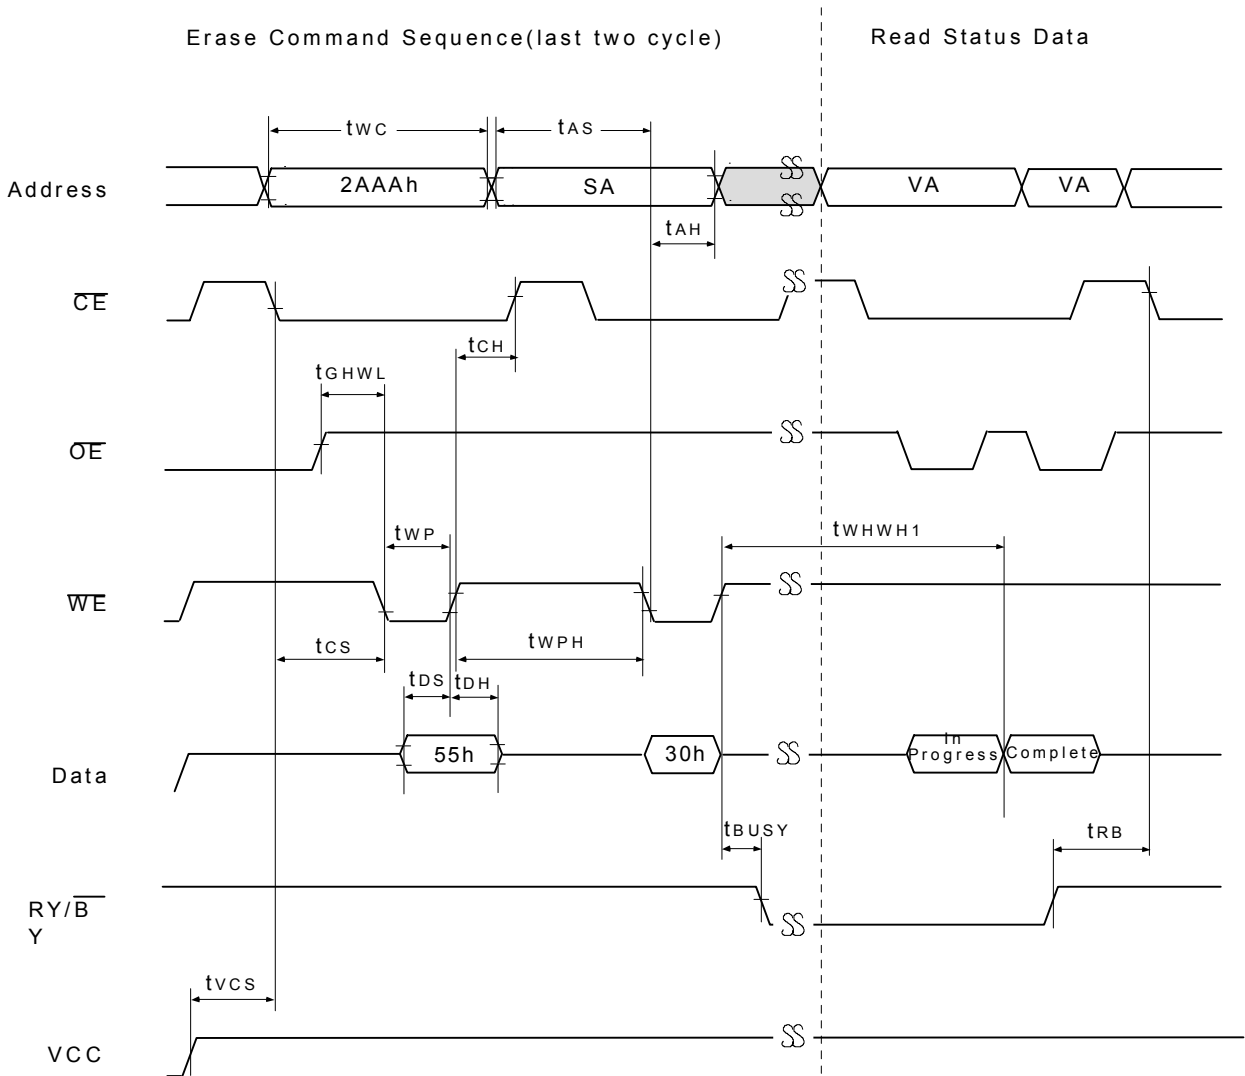 Erase Command Sequence(last two cycle)
Read Status Data
tWC
tAS
Address
2AAAh
SA
VA
VA
tAH
CE
tCH
tGHWL
OE
tWP
tWHWH1
WE
tCS
tWPH
tDS
tDH
Data
55h
30h
In
Progress
Complete
tBUSY
tRB
RY/B
Y
tVCS
VCC